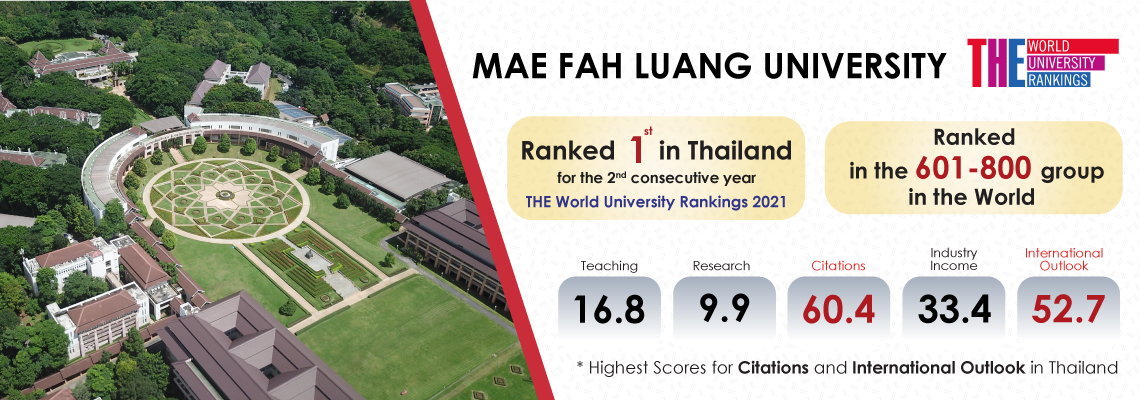 MAE FAH LUANG UNIVERSITY
THE WORLD
UNIVERSITY
RANKINGS
Ranked 1st in Thailand
for the 2nd consecutive year
THE World University Rankings 2021
Ranked
in the 601-800 group
in the World
Teaching
16.8
Research
9.9
Citations
60.4
Industry
Income
33.4
International
Outlook
52.7
* Highest Scores for Citations and International Outlook in Thailand